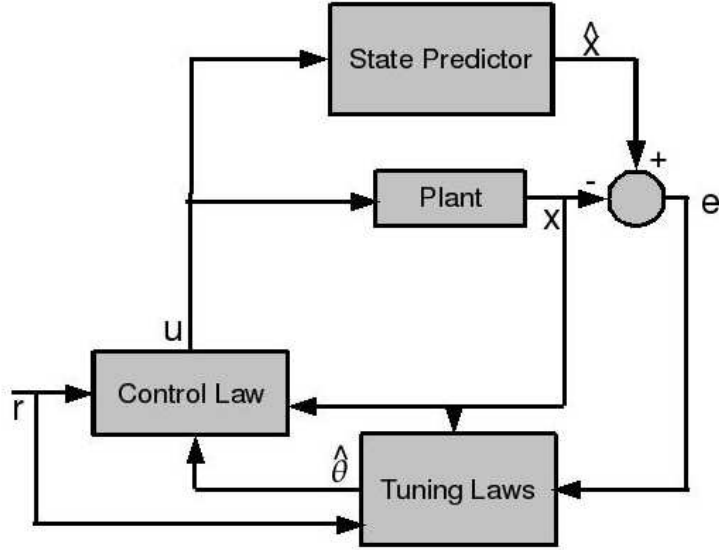 State Predictor
x̂
+
Plant
-
x
e
u
Control Law
r
θ̂
Tuning Laws